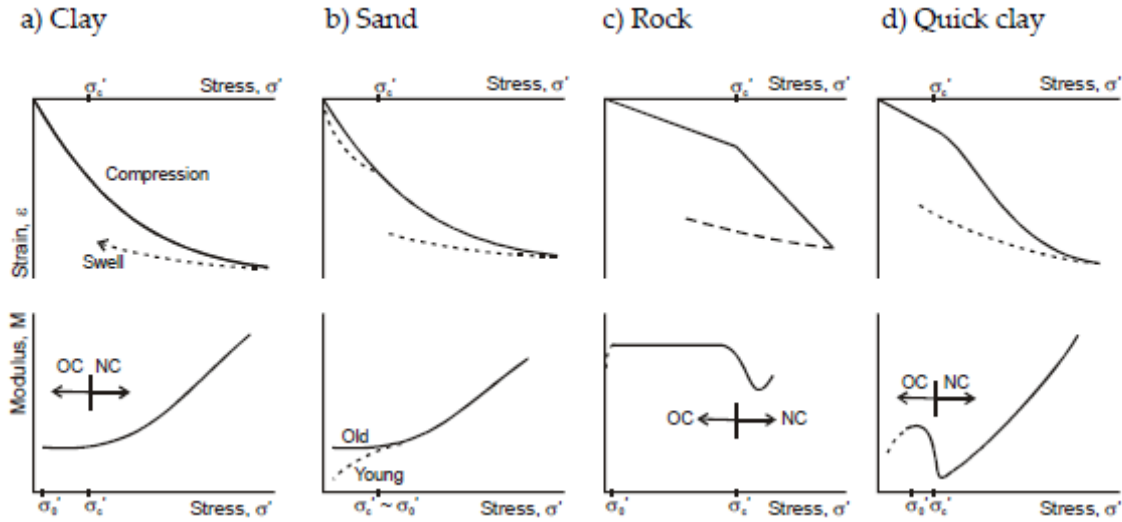 a) Clay
b) Sand
c) Rock
d) Quick clay
σc' Stress, σ'
σc' Stress, σ'
σc' Stress, σ'
σc' Stress, σ'
Compression
Swell
Strain, ε
Modulus, M
OC NC
σ0' σc' Stress, σ'
Old
Young
σc' ~ σ0' Stress, σ'
OC NC
σ0' σc' Stress, σ'
OC NC
σ0' σc' Stress, σ'